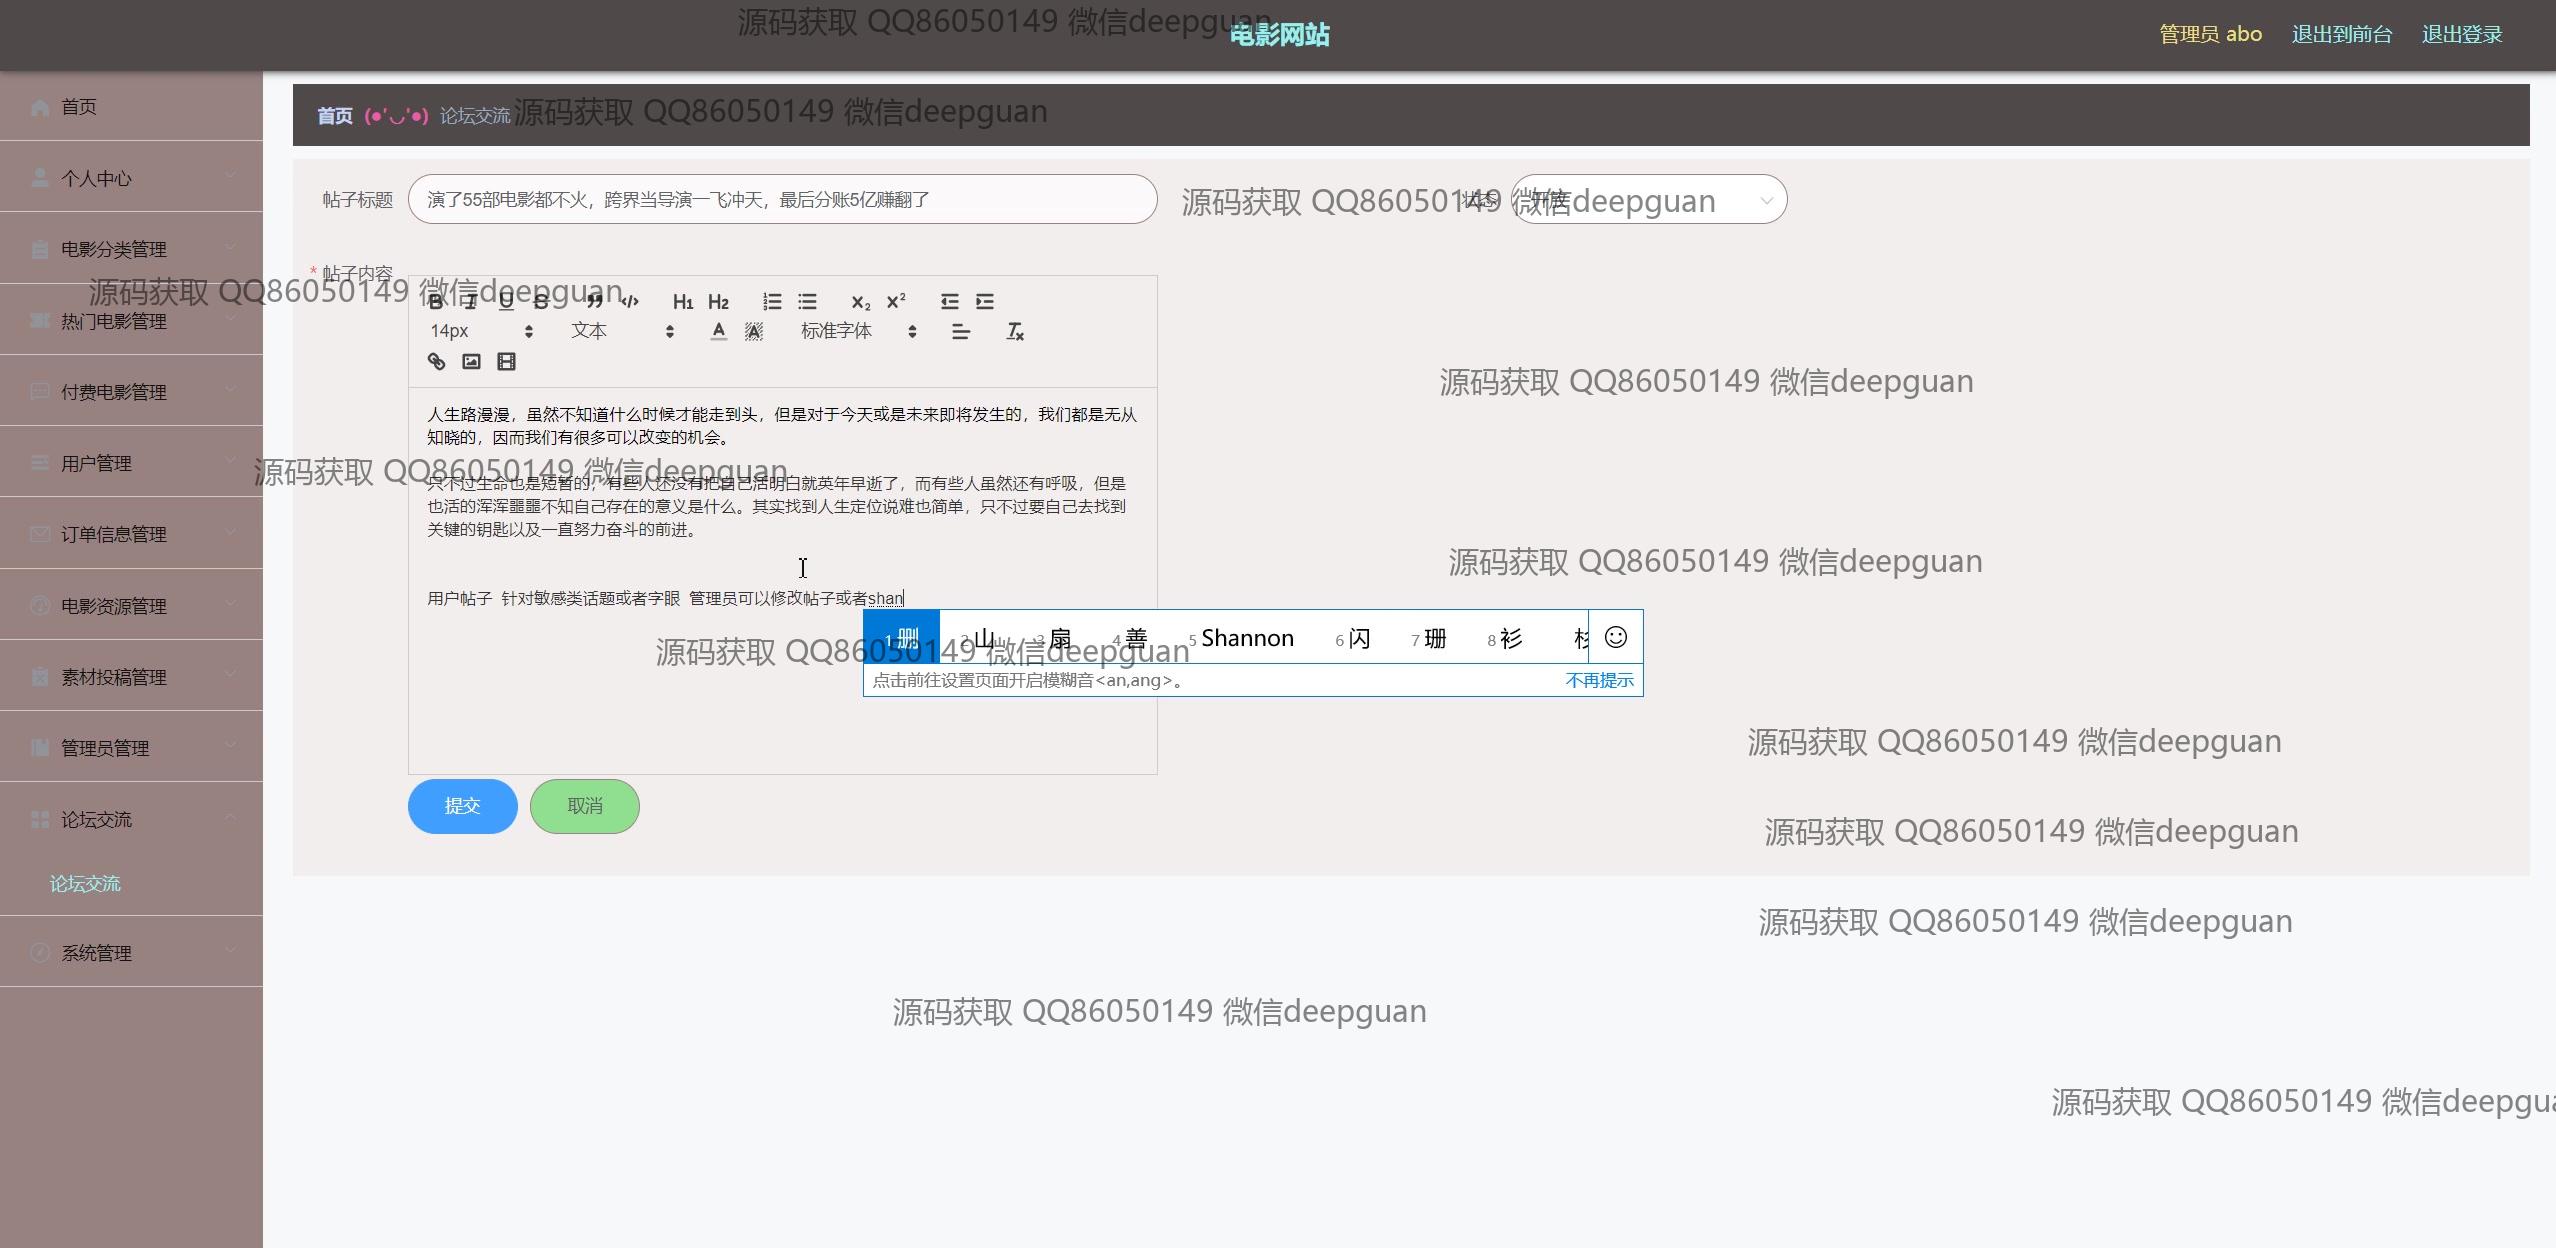 源码获取 QQ86050149 微信deepguan
电影网站
管理员 abo
退出到前台
退出登录
首页
个人中心
电影分类管理
热门电影管理
付费电影管理
用户管理
订单信息管理
电影资源管理
素材投稿管理
管理员管理
论坛交流
论坛交流
系统管理
首页 (●'◡'●) 论坛交流
源码获取 QQ86050149 微信deepguan
帖子标题
演了55部电影都不火，跨界当导演一飞冲天，最后分账5亿赚翻了
源码获取 QQ86050149 微信deepguan
状态
开放
* 帖子内容
源码获取 QQ86050149 微信deepguan
B I U S ” </> H1 H2 X₂ X²
14px 文本 A A 标准字体
源码获取 QQ86050149 微信deepguan
人生路漫漫，虽然不知道什么时候才能走到头，但是对于今天或是未来即将发生的，我们都是无从
知晓的，因而我们有很多可以改变的机会。
源码获取 QQ86050149 微信deepguan
只不过生命也是短暂的，有些人还没有把自己活明白就英年早逝了，而有些人虽然还有呼吸，但是
也活的浑浑噩噩不知自己存在的意义是什么。其实找到人生定位说难也简单，只不过要自己去找到
关键的钥匙以及一直努力奋斗的前进。
源码获取 QQ86050149 微信deepguan
用户帖子 针对敏感类话题或者字眼 管理员可以修改帖子或者shan
1 删 2 山 3 扇 4 善 5 Shannon 6 闪 7 珊 8 衫
源码获取 QQ86050149 微信deepguan
点击前往设置页面开启模糊音<an,ang>。
不再提示
源码获取 QQ86050149 微信deepguan
提交
取消
源码获取 QQ86050149 微信deepguan
源码获取 QQ86050149 微信deepguan
源码获取 QQ86050149 微信deepguan
源码获取 QQ86050149 微信deepgua